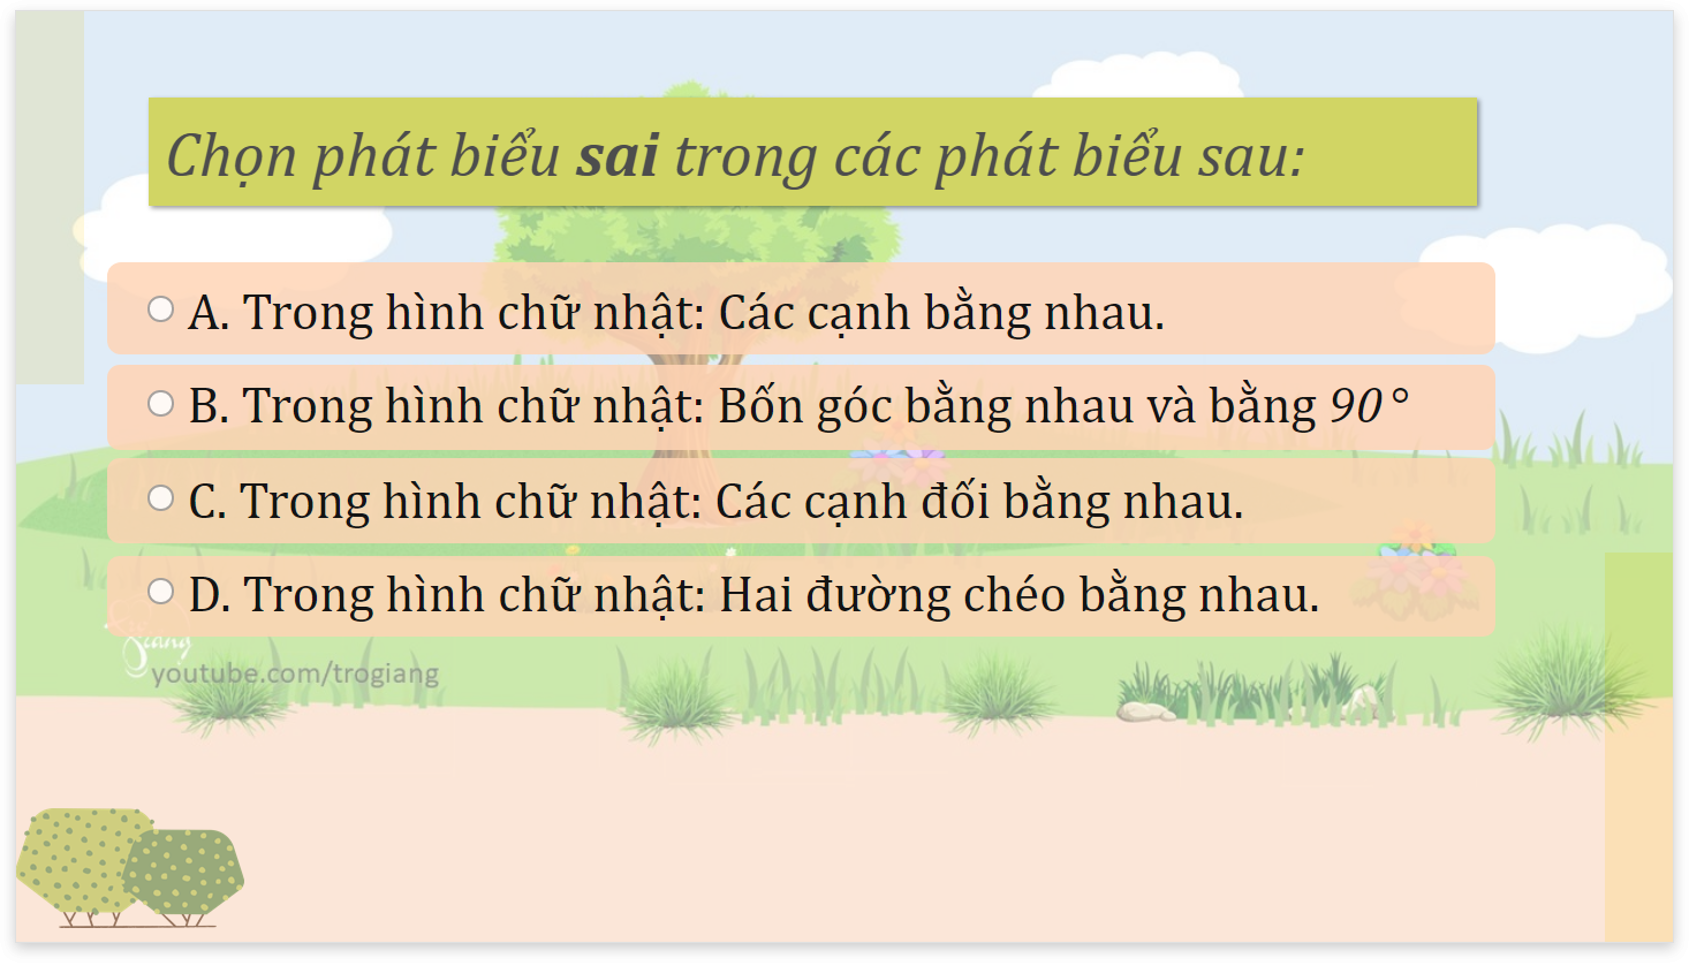 Chọn phát biểu sai trong các phát biểu sau:
A. Trong hình chữ nhật: Các cạnh bằng nhau.
B. Trong hình chữ nhật: Bốn góc bằng nhau và bằng 90°
C. Trong hình chữ nhật: Các cạnh đối bằng nhau.
D. Trong hình chữ nhật: Hai đường chéo bằng nhau.
Giang
youtube.com/trogiang